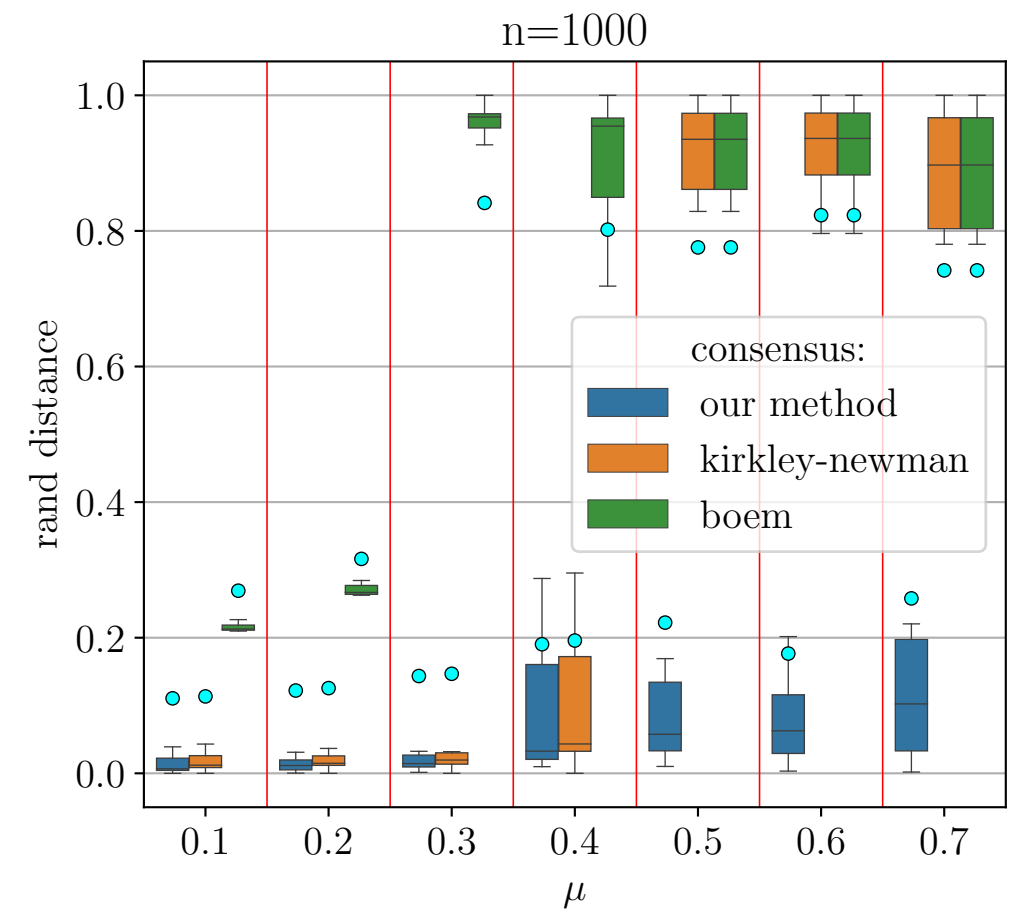 n=1000
rand distance
1.0
0.8
0.6
0.4
0.2
0.0
consensus:
our method
kirkley-newman
boem
0.1 0.2 0.3 0.4 0.5 0.6 0.7
μ